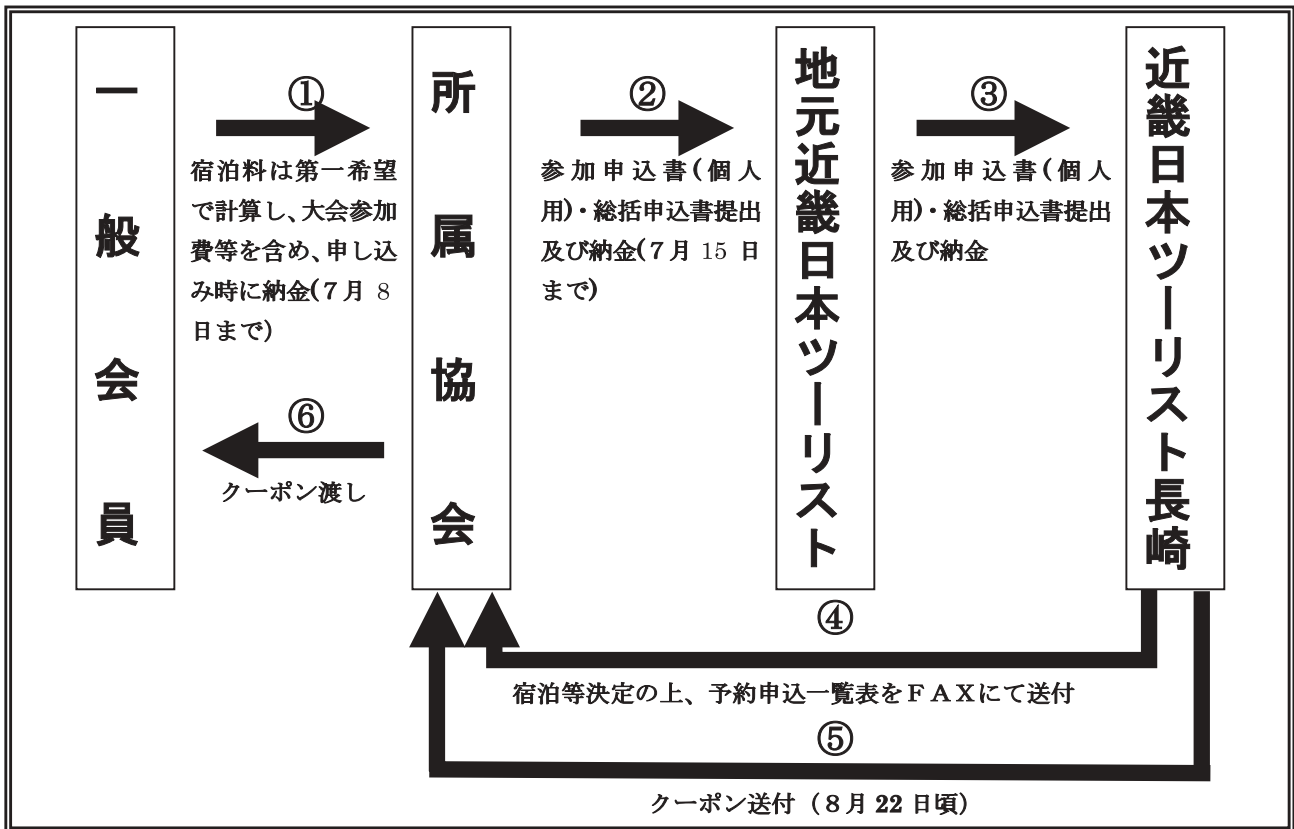 一般会員
①
宿泊料は第一希望
で計算し、大会参加
費等を含め、申し込
み時に納金(7月 8
日まで)
⑥
クーポン渡し
所属協会
②
参加申込書(個人
用)・総括申込書提出
及び納金(7月 15 日
まで)
地元近畿日本ツーリスト
③
参加申込書(個人
用)・総括申込書提出
及び納金
近畿日本ツーリスト長崎
④
宿泊等決定の上、予約申込一覧表をＦＡＸにて送付
⑤
クーポン送付（８月 22 日頃）